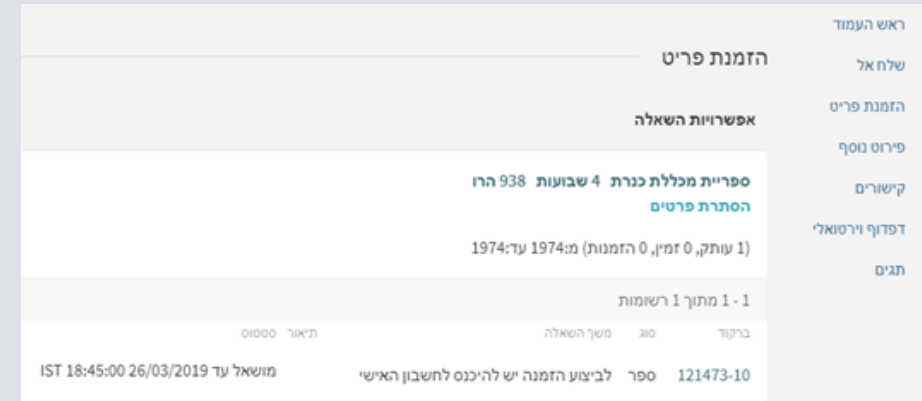 ראש העמוד
שלח אל
הזמנת פריט
פירוט נוסף
קישורים
דפדוף וירטואלי
תגים
הזמנת פריט
אפשרויות השאלה
ספריית מכללת כנרת 4 שבועות 938 הרו
הסתרת פרטים
(1 עותק, 0 זמין, 0 הזמנות) מ:1974 עד:1974
1 - 1 מתוך 1 רשומות
ברקוד סוג משך השאלה תיאור סטטוס
121473-10 ספר לביצוע הזמנה יש להיכנס לחשבון האישי מושאל עד 26/03/2019 18:45:00 IST